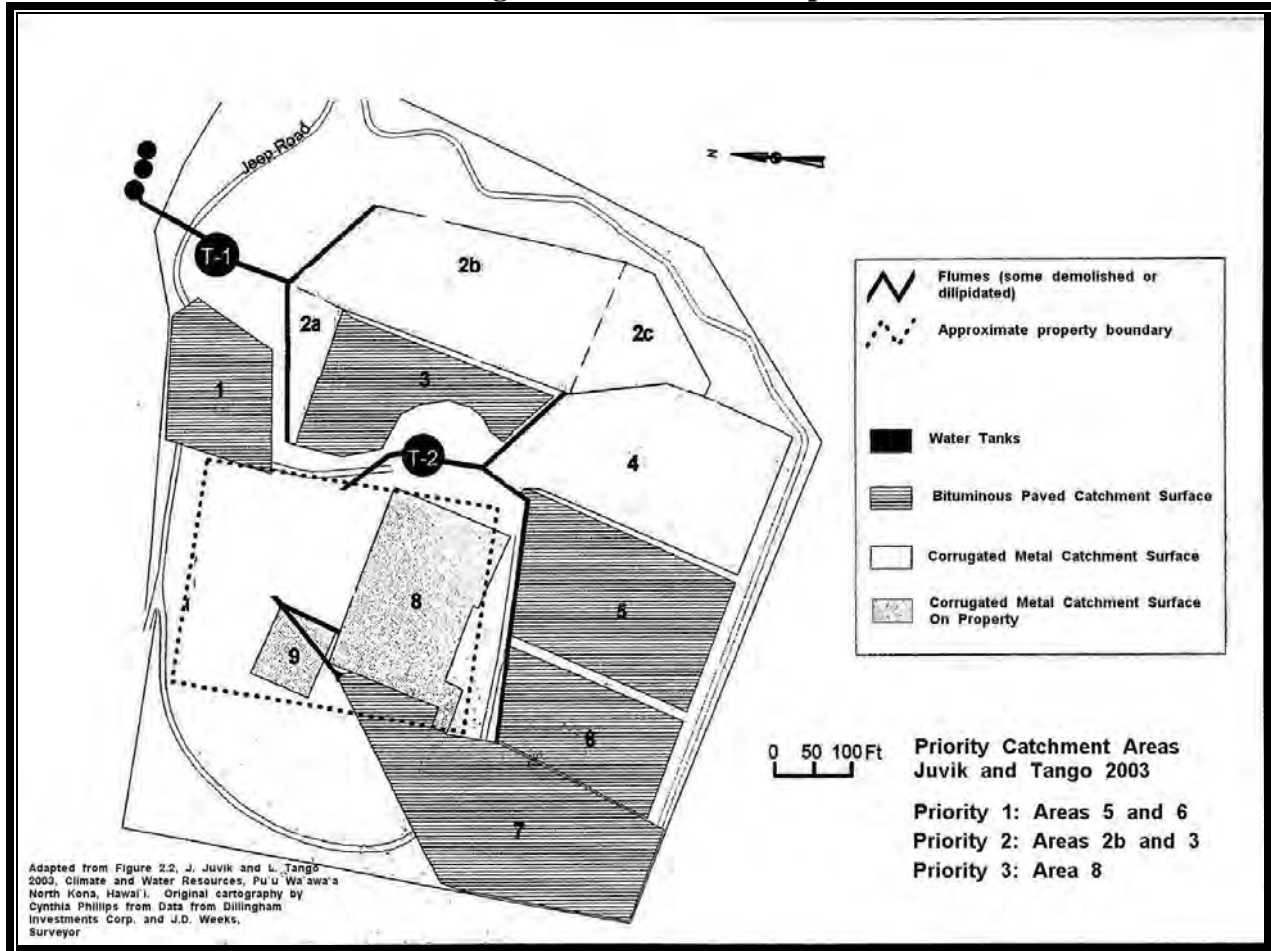 Jeep Road
N
T-1
2b
2a
2c
3
1
T-2
4
8
5
9
6
7
Flumes (some demolished or
dilipidated)
Approximate property boundary
Water Tanks
Bituminous Paved Catchment Surface
Corrugated Metal Catchment Surface
Corrugated Metal Catchment Surface
On Property
0 50 100 Ft
Priority Catchment Areas
Juvik and Tango 2003
Priority 1: Areas 5 and 6
Priority 2: Areas 2b and 3
Priority 3: Area 8
Adapted from Figure 2.2, J. Juvik and L. Tango
2003, Climate and Water Resources, Pu`u Wa`awa`a
North Kona, Hawai`i. Original cartography by
Cynthia Phillips from Data from Dillingham
Investments Corp. and J.D. Weeks,
Surveyor